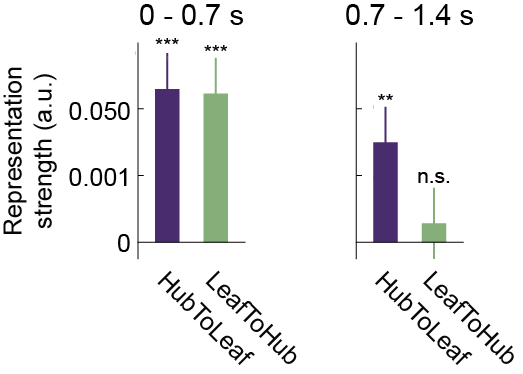 0 - 0.7 s
0.7 - 1.4 s
Representation
strength (a.u.)
0.050
0.001
0
***
***
**
n.s.
HubToLeaf
LeafToHub
HubToLeaf
LeafToHub